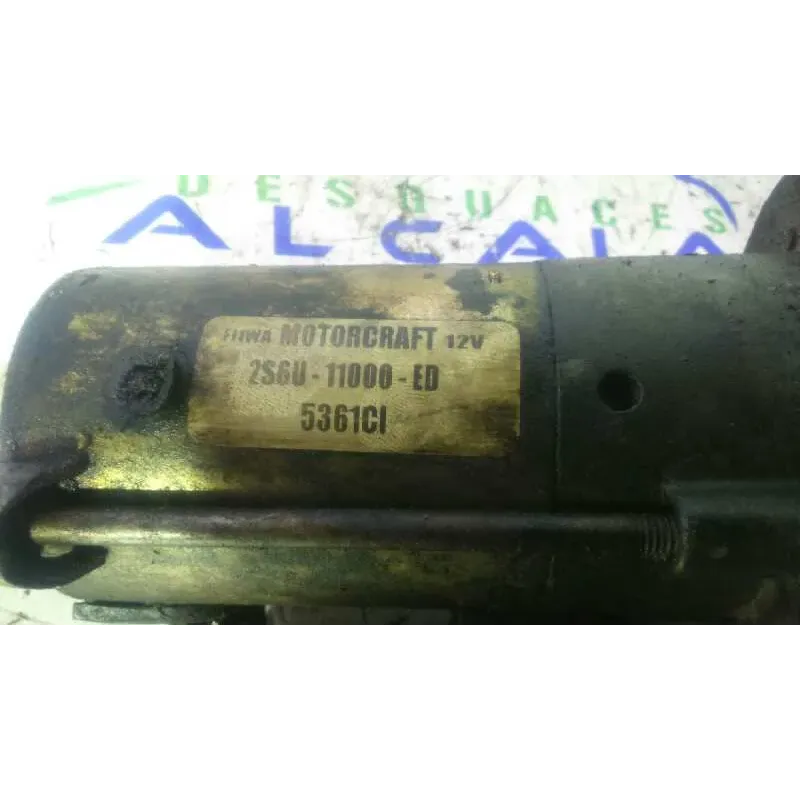 DESGUACES
ALCALA
MOTORCRAFT 12V
2S6U-11000-ED
5361CI